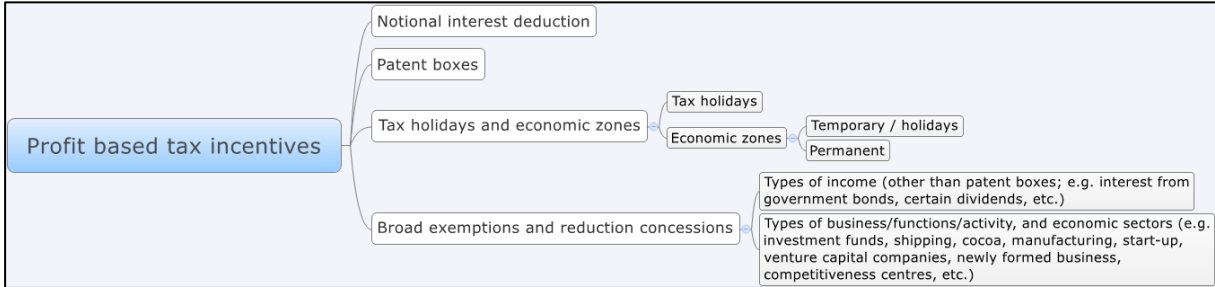 Notional interest deduction
Patent boxes
Profit based tax incentives
Tax holidays and economic zones
Tax holidays
Economic zones
Temporary / holidays
Permanent
Broad exemptions and reduction concessions
Types of income (other than patent boxes; e.g. interest from
government bonds, certain dividends, etc.)
Types of business/functions/activity, and economic sectors (e.g.
investment funds, shipping, cocoa, manufacturing, start-up,
venture capital companies, newly formed business,
competitiveness centres, etc.)